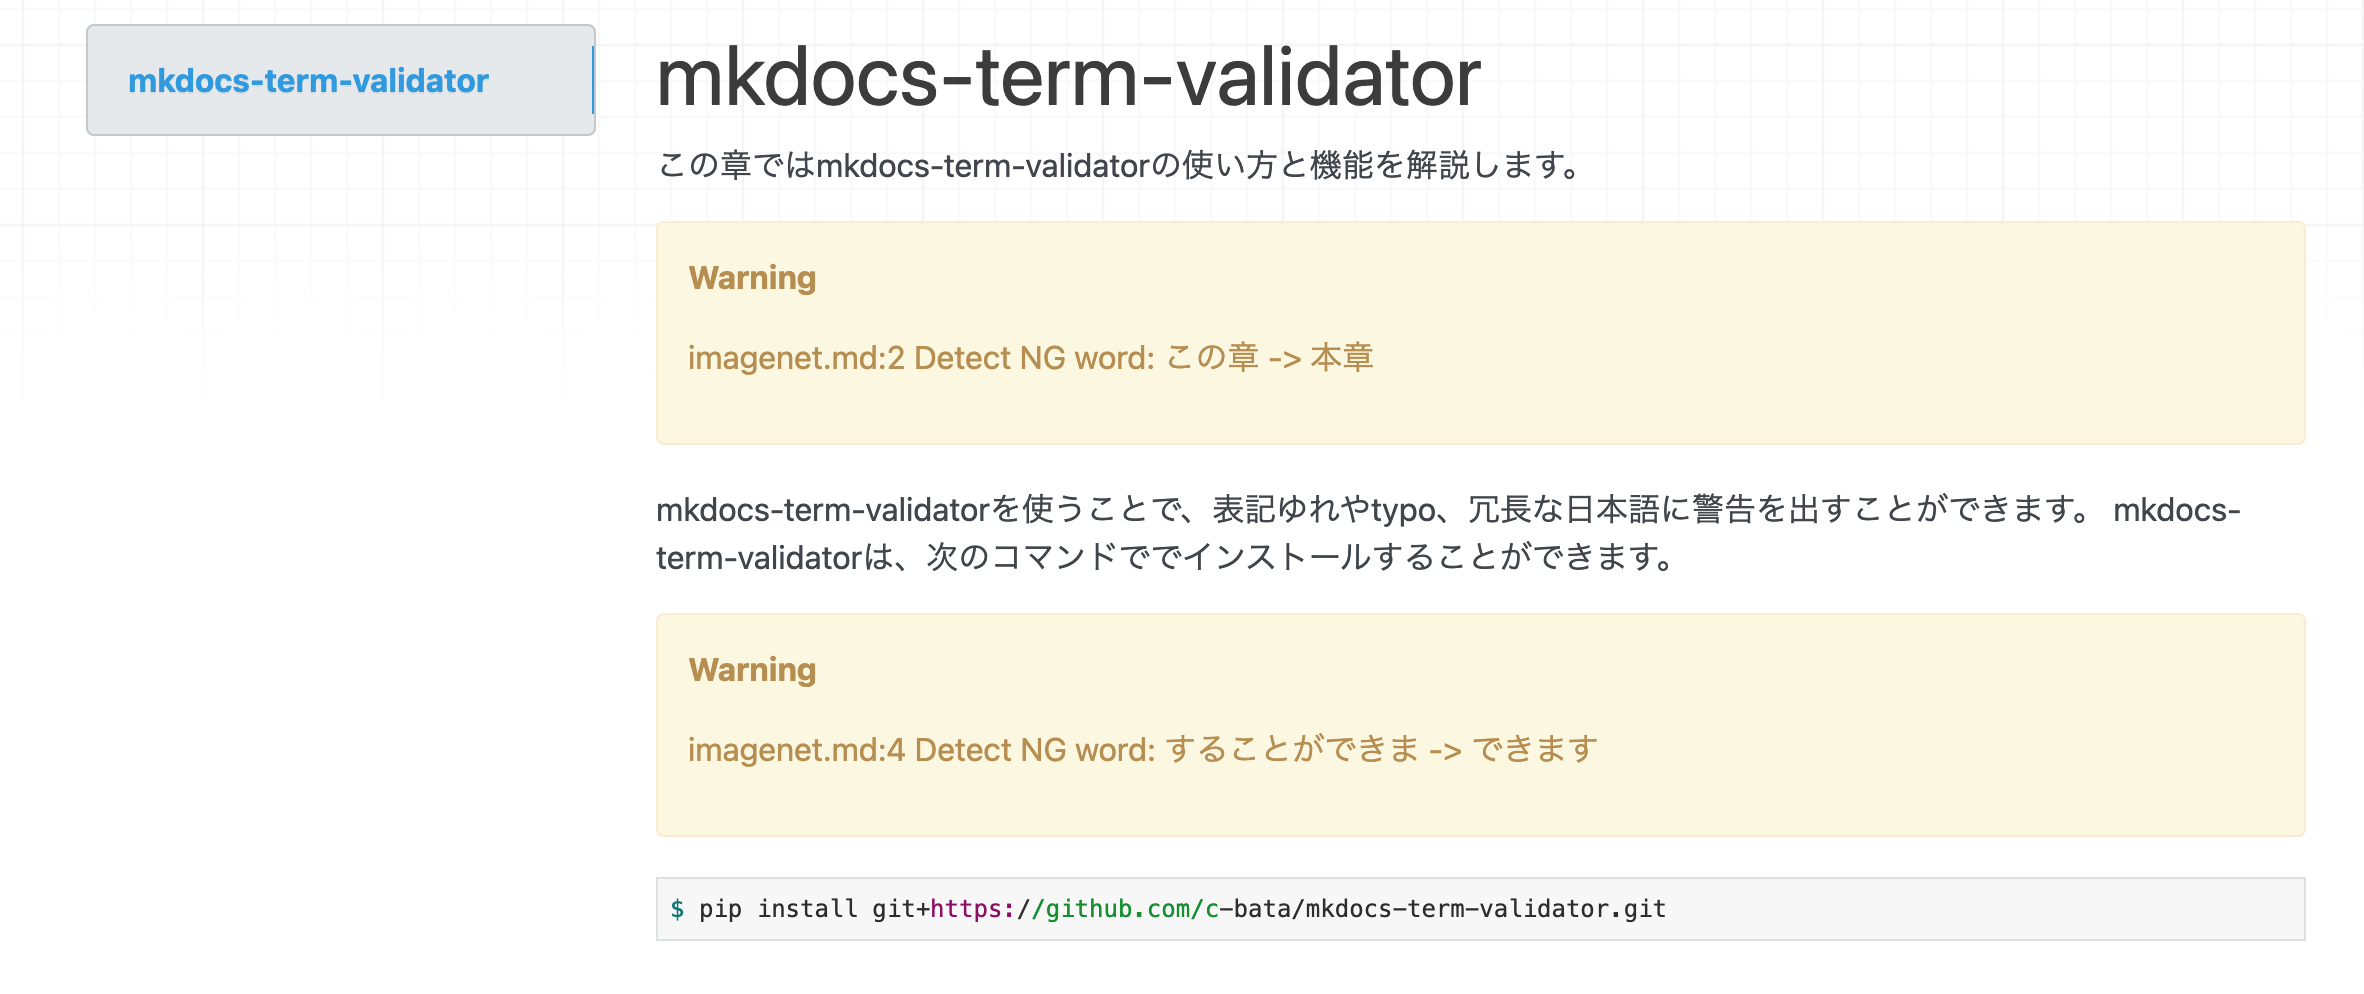 mkdocs-term-validator
mkdocs-term-validator
この章ではmkdocs-term-validatorの使い方と機能を解説します。
Warning
imagenet.md:2 Detect NG word: この章 -> 本章
mkdocs-term-validatorを使うことで、表記ゆれやtypo、冗長な日本語に警告を出すことができます。 mkdocs-
term-validatorは、次のコマンドででインストールすることができます。
Warning
imagenet.md:4 Detect NG word: することができま -> できます
$ pip install git+https://github.com/c-bata/mkdocs-term-validator.git